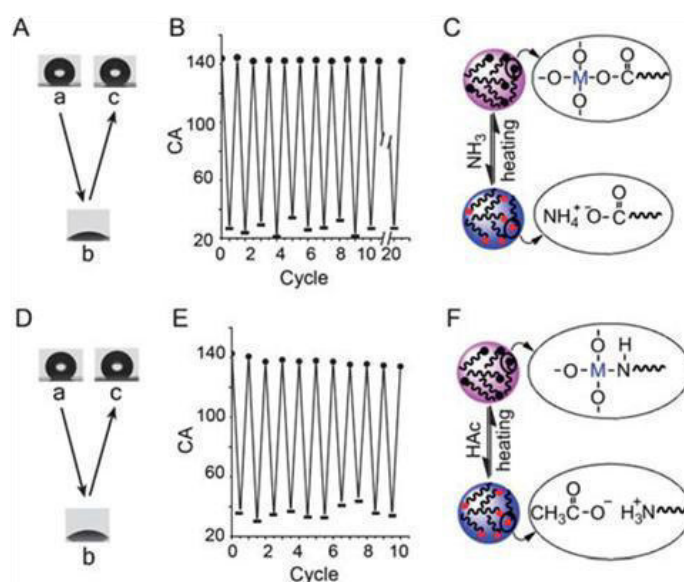 A
a
c
b
B
CA
140
100
60
20
0
2
4
6
8
10
20
Cycle
C
O
-O-M-O-C
O
O
NH3
heating
O
NH4+ -O-C
D
a
c
b
E
CA
140
100
60
20
0
2
4
6
8
10
Cycle
F
O H
-O-M-N
O
HAc
heating
O
CH3C-O- H3N+